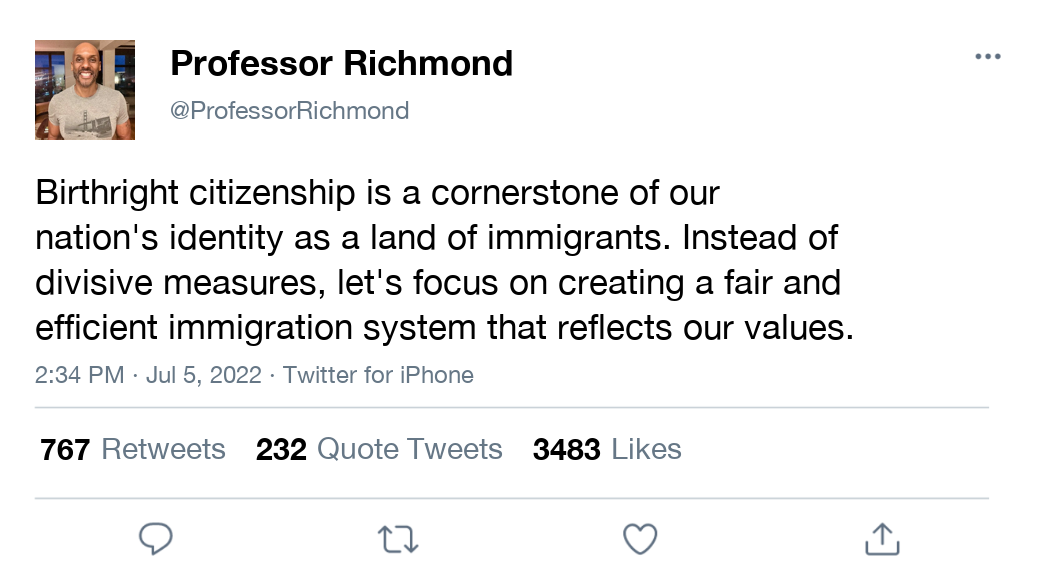 Professor Richmond
@ProfessorRichmond
Birthright citizenship is a cornerstone of our
nation's identity as a land of immigrants. Instead of
divisive measures, let's focus on creating a fair and
efficient immigration system that reflects our values.
2:34 PM · Jul 5, 2022 · Twitter for iPhone
767 Retweets 232 Quote Tweets 3483 Likes